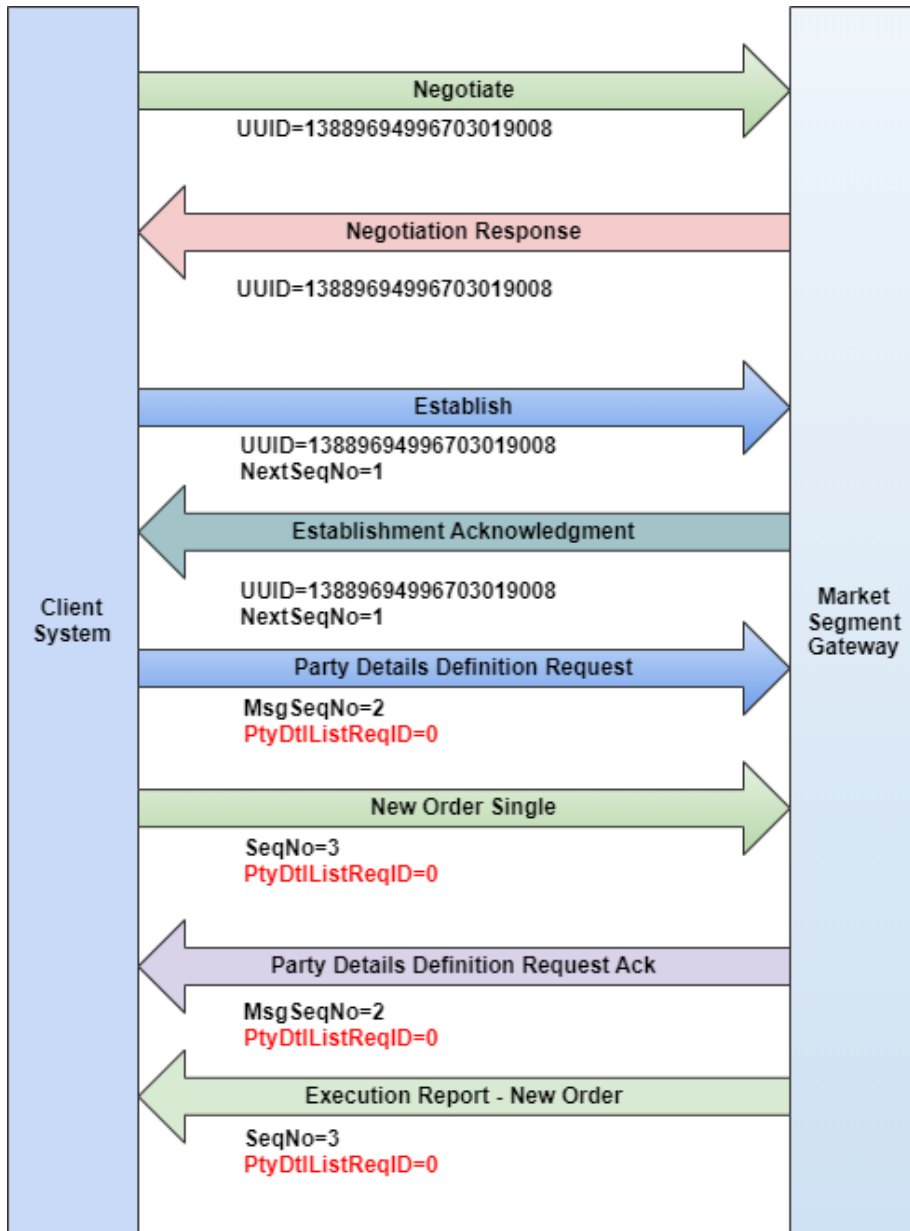 Negotiate
UUID=13889694996703019008
Negotiation Response
UUID=13889694996703019008
Establish
UUID=13889694996703019008
NextSeqNo=1
Establishment Acknowledgment
UUID=13889694996703019008
NextSeqNo=1
Client
System
Market
Segment
Gateway
Party Details Definition Request
MsgSeqNo=2
PtyDtlListReqID=0
New Order Single
SeqNo=3
PtyDtlListReqID=0
Party Details Definition Request Ack
MsgSeqNo=2
PtyDtlListReqID=0
Execution Report - New Order
SeqNo=3
PtyDtlListReqID=0